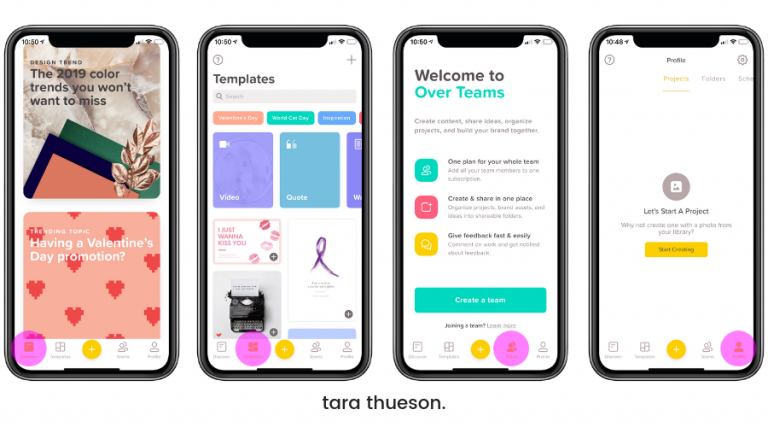 10:50
DESIGN TREND
The 2019 color
trends you won't
want to miss
TRENDING TOPIC
Having a Valentine's
Day promotion?
Discover
Templates
Teams
Profile
10:50
Templates
Search
Valentine's Day
World Cat Day
Inspiration
Video
Quote
I JUST
WANNA
KISS YOU
Templates
Teams
Profile
10:50
Welcome to
Over Teams
Create content, share ideas, organize
projects, and build your brand together.
One plan for your whole team
Add all your team members to one
subscription.
Create & share in one place
Organize projects, brand assets, and
ideas into shareable folders.
Give feedback fast & easily
Comment on work and get notified
about feedback.
Create a team
Joining a team? Learn more
Discover
Templates
Teams
Profile
10:48
Profile
Projects
Folders
Let's Start A Project
Why not create one with a photo from
your library?
Start Creating
Discover
Templates
Teams
Profile
tara thueson.